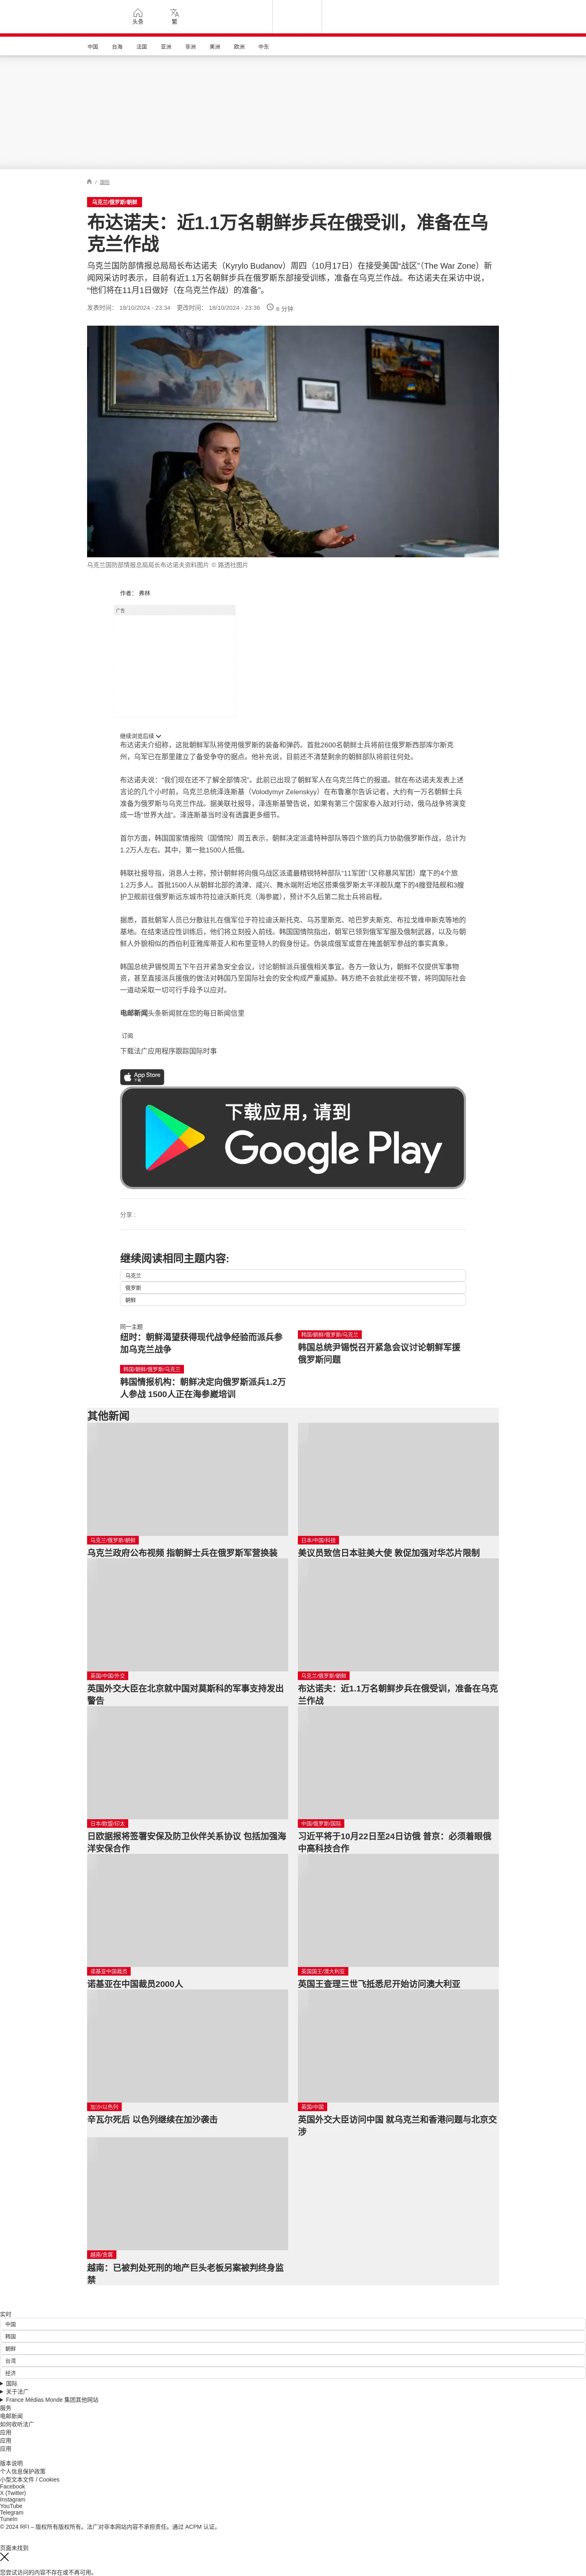 头条
繁
中国
台海
法国
亚洲
非洲
美洲
欧洲
中东
/ 国际
乌克兰/俄罗斯/朝鲜
布达诺夫：近1.1万名朝鲜步兵在俄受训，准备在乌
克兰作战
乌克兰国防部情报总局局长布达诺夫（Kyrylo Budanov）周四（10月17日）在接受美国“战区”（The War Zone）新
闻网采访时表示，目前有近1.1万名朝鲜步兵在俄罗斯东部接受训练，准备在乌克兰作战。布达诺夫在采访中说，
“他们将在11月1日做好（在乌克兰作战）的准备”。
发表时间： 18/10/2024 - 23:34 更改时间： 18/10/2024 - 23:36 6 分钟
乌克兰国防部情报总局局长布达诺夫资料图片 © 路透社图片
作者： 弗林
广告
继续浏览后续
布达诺夫介绍称，这批朝鲜军队将使用俄罗斯的装备和弹药。首批2600名朝鲜士兵将前往俄罗斯西部库尔斯克
州，乌军已在那里建立了备受争夺的据点。他补充说，目前还不清楚剩余的朝鲜部队将前往何处。
布达诺夫说：“我们现在还不了解全部情况”。此前已出现了朝鲜军人在乌克兰阵亡的报道。就在布达诺夫发表上述
言论的几个小时前，乌克兰总统泽连斯基（Volodymyr Zelenskyy）在布鲁塞尔告诉记者，大约有一万名朝鲜士兵
准备为俄罗斯与乌克兰作战。据美联社报导，泽连斯基警告说，如果有第三个国家卷入敌对行动，俄乌战争将演变
成一场“世界大战”。泽连斯基当时没有透露更多细节。
首尔方面，韩国国家情报院（国情院）周五表示，朝鲜决定派遣特种部队等四个旅的兵力协助俄罗斯作战，总计为
1.2万人左右。其中，第一批1500人抵俄。
韩联社报导指，消息人士称，预计朝鲜将向俄乌战区派遣最精锐特种部队“11军团”（又称暴风军团）麾下的4个旅
1.2万多人。首批1500人从朝鲜北部的清津、咸兴、舞水端附近地区搭乘俄罗斯太平洋舰队麾下的4艘登陆舰和3艘
护卫舰前往俄罗斯远东城市符拉迪沃斯托克（海参崴），预计不久后第二批士兵将启程。
据悉，首批朝军人员已分散驻扎在俄军位于符拉迪沃斯托克、乌苏里斯克、哈巴罗夫斯克、布拉戈维申斯克等地的
基地。在结束适应性训练后，他们将立刻投入前线。韩国国情院指出，朝军已领到俄军军服及俄制武器，以及与朝
鲜人外貌相似的西伯利亚雅库蒂亚人和布里亚特人的假身份证。伪装成俄军或意在掩盖朝军参战的事实真象。
韩国总统尹锡悦周五下午召开紧急安全会议，讨论朝鲜派兵援俄相关事宜。各方一致认为，朝鲜不仅提供军事物
资，甚至直接派兵援俄的做法对韩国乃至国际社会的安全构成严重威胁。韩方绝不会就此坐视不管，将同国际社会
一道动采取一切可行手段予以应对。
电邮新闻头条新闻就在您的每日新闻信里
订阅
下载法广应用程序跟踪国际时事
App Store
下载
下载应用，请到
Google Play
分享 :
继续阅读相同主题内容:
乌克兰
俄罗斯
朝鲜
同一主题
纽时：朝鲜渴望获得现代战争经验而派兵参
加乌克兰战争
韩国/朝鲜/俄罗斯/乌克兰
韩国总统尹锡悦召开紧急会议讨论朝鲜军援
俄罗斯问题
韩国/朝鲜/俄罗斯/乌克兰
韩国情报机构：朝鲜决定向俄罗斯派兵1.2万
人参战 1500人正在海参崴培训
其他新闻
乌克兰/俄罗斯/朝鲜
乌克兰政府公布视频 指朝鲜士兵在俄罗斯军营换装
日本/中国/科技
美议员致信日本驻美大使 敦促加强对华芯片限制
英国/中国/外交
英国外交大臣在北京就中国对莫斯科的军事支持发出
警告
乌克兰/俄罗斯/朝鲜
布达诺夫：近1.1万名朝鲜步兵在俄受训，准备在乌克
兰作战
日本/欧盟/印太
日欧据报将签署安保及防卫伙伴关系协议 包括加强海
洋安保合作
中国/俄罗斯/国际
习近平将于10月22日至24日访俄 普京：必须着眼俄
中高科技合作
诺基亚中国裁员
诺基亚在中国裁员2000人
英国国王/澳大利亚
英国王查理三世飞抵悉尼开始访问澳大利亚
加沙/以色列
辛瓦尔死后 以色列继续在加沙袭击
英国/中国
英国外交大臣访问中国 就乌克兰和香港问题与北京交
涉
越南/贪腐
越南：已被判处死刑的地产巨头老板另案被判终身监
禁
实时
中国
韩国
朝鲜
台湾
经济
国际
关于法广
France Médias Monde 集团其他网站
服务
电邮新闻
如何收听法广
应用
应用
应用
版本说明
个人信息保护政策
小型文本文件 / Cookies
Facebook
X (Twitter)
Instagram
YouTube
Telegram
TuneIn
© 2024 RFI – 版权所有版权所有。法广对非本网站内容不承担责任。通过 ACPM 认证。
页面未找到
您尝试访问的内容不存在或不再可用。